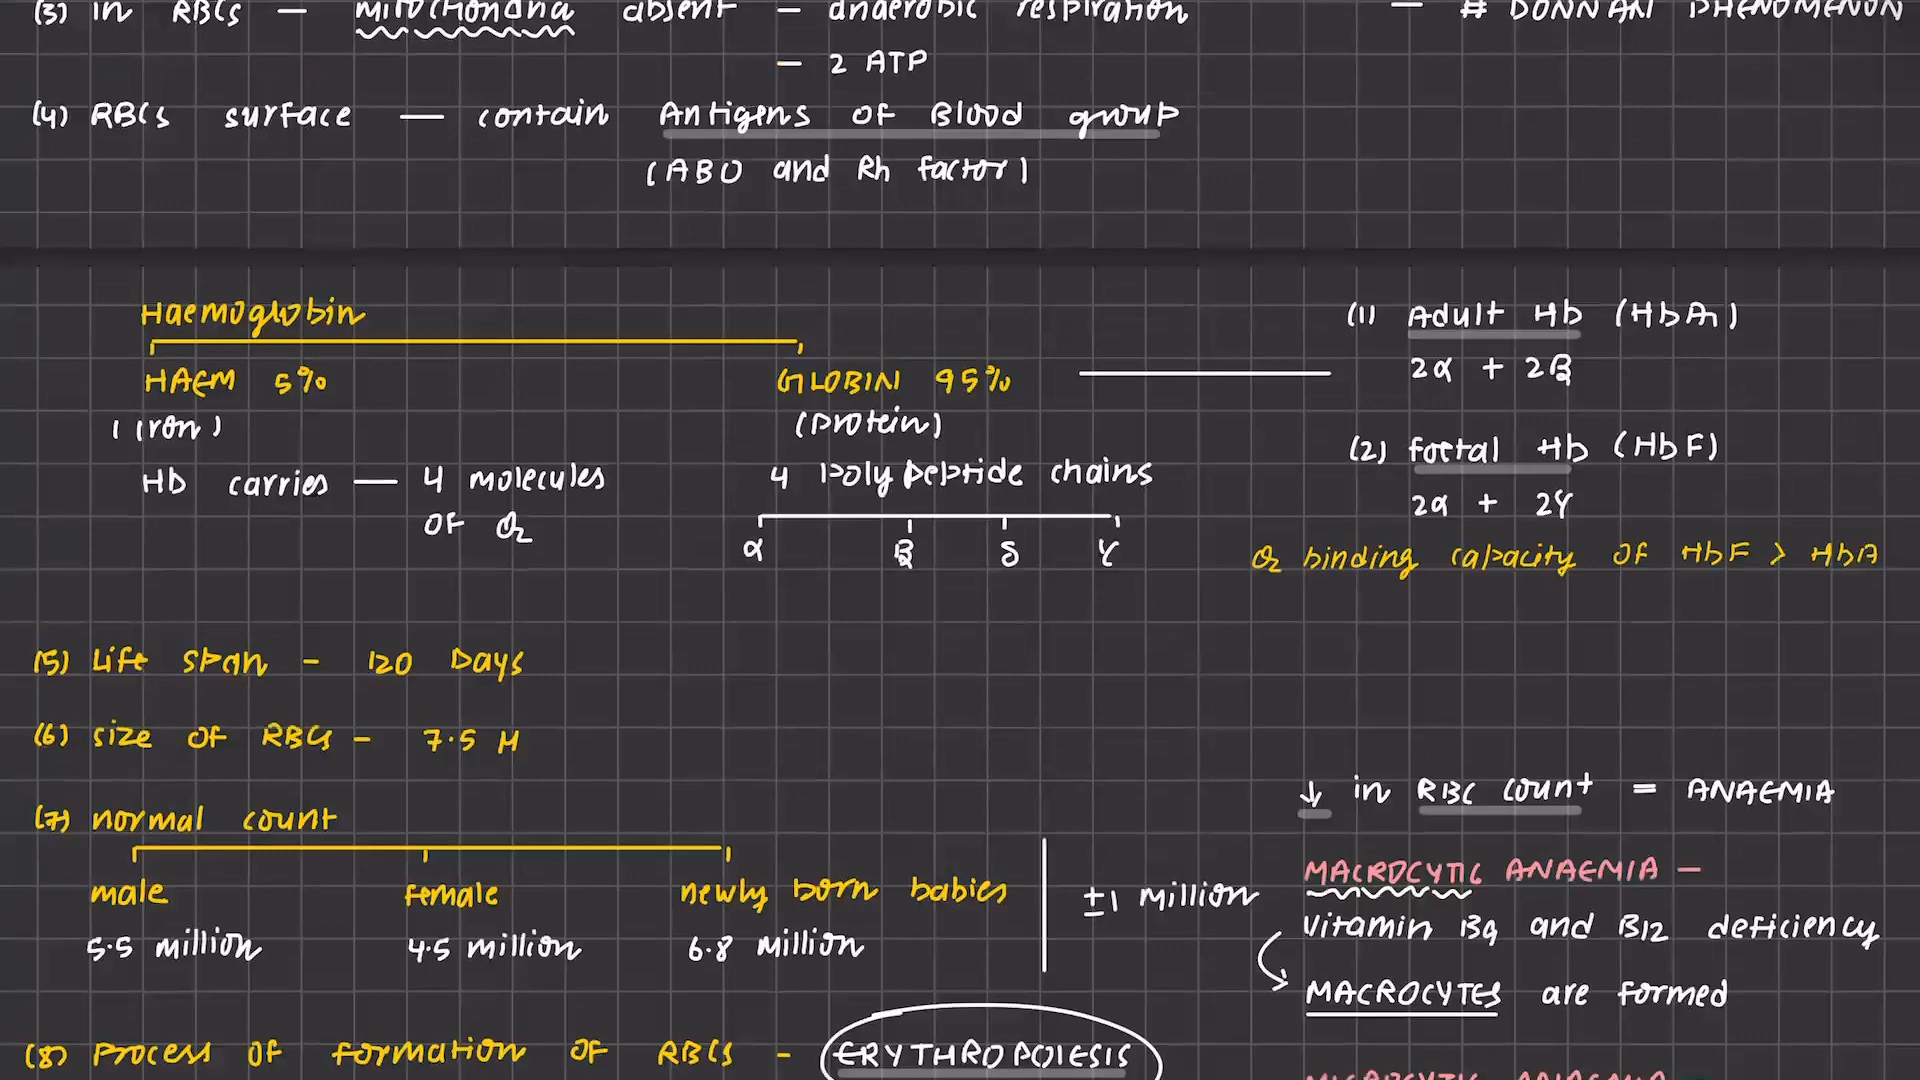 (3) in RBCs — mitochondria absent — anaerobic respiration
— 2 ATP
— # DONNAN PHENOMENON
(4) RBCs surface — contain Antigens of Blood group
(ABO and Rh factor)
Haemoglobin
HAEM 5%
(iron)
Hb carries — 4 molecules
of O2
GLOBIN 95%
(protein)
4 polypeptide chains
α β δ γ
(1) Adult Hb (HbA1)
2α + 2β
(2) foetal Hb (HbF)
2α + 2γ
O2 binding capacity of HbF > HbA
(5) Life span - 120 Days
(6) size of RBCs - 7.5 μ
(7) normal count
male female newly born babies
5.5 million 4.5 million 6.8 million
±1 million
↓ in RBC count = ANAEMIA
MACROCYTIC ANAEMIA —
vitamin B9 and B12 deficiency
MACROCYTES are formed
(8) Process of formation of RBCs - ERYTHROPOIESIS